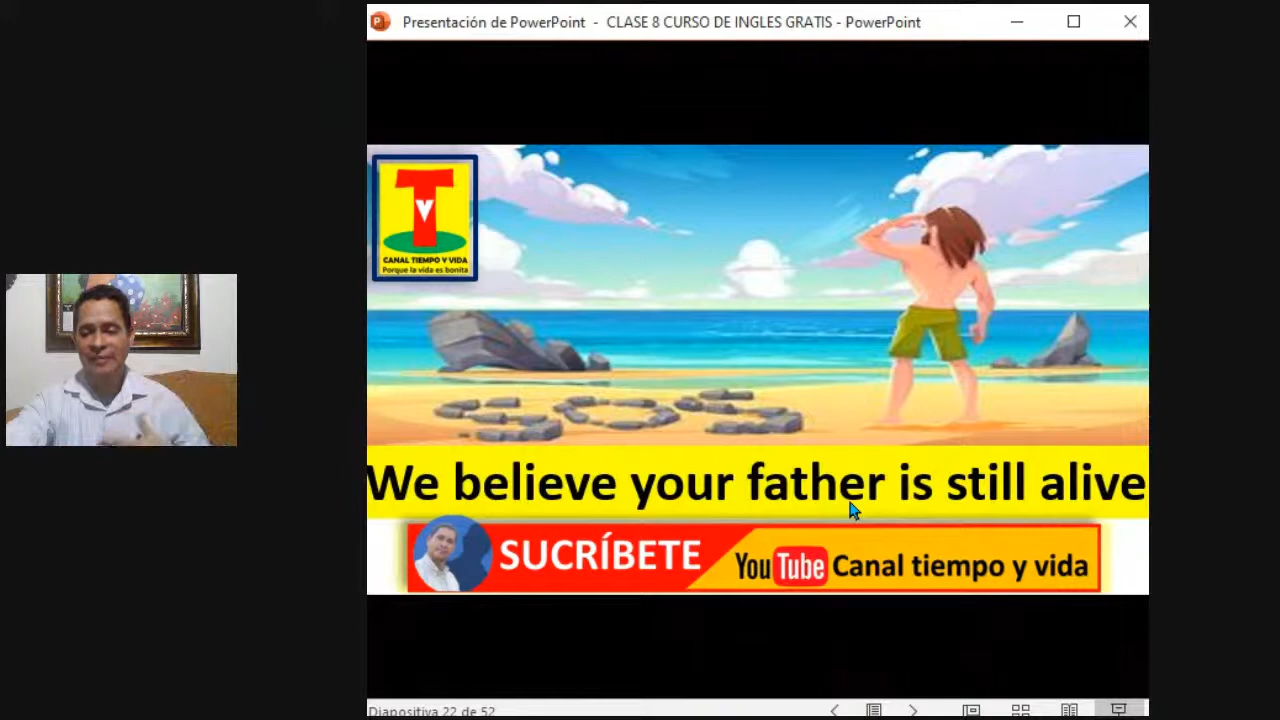 Presentación de PowerPoint - CLASE 8 CURSO DE INGLES GRATIS - PowerPoint
T
V
CANAL TIEMPO Y VIDA
Porque la vida es bonita
SOS
We believe your father is still alive
SUCRÍBETE
YouTube Canal tiempo y vida
Diapositiva 22 de 52